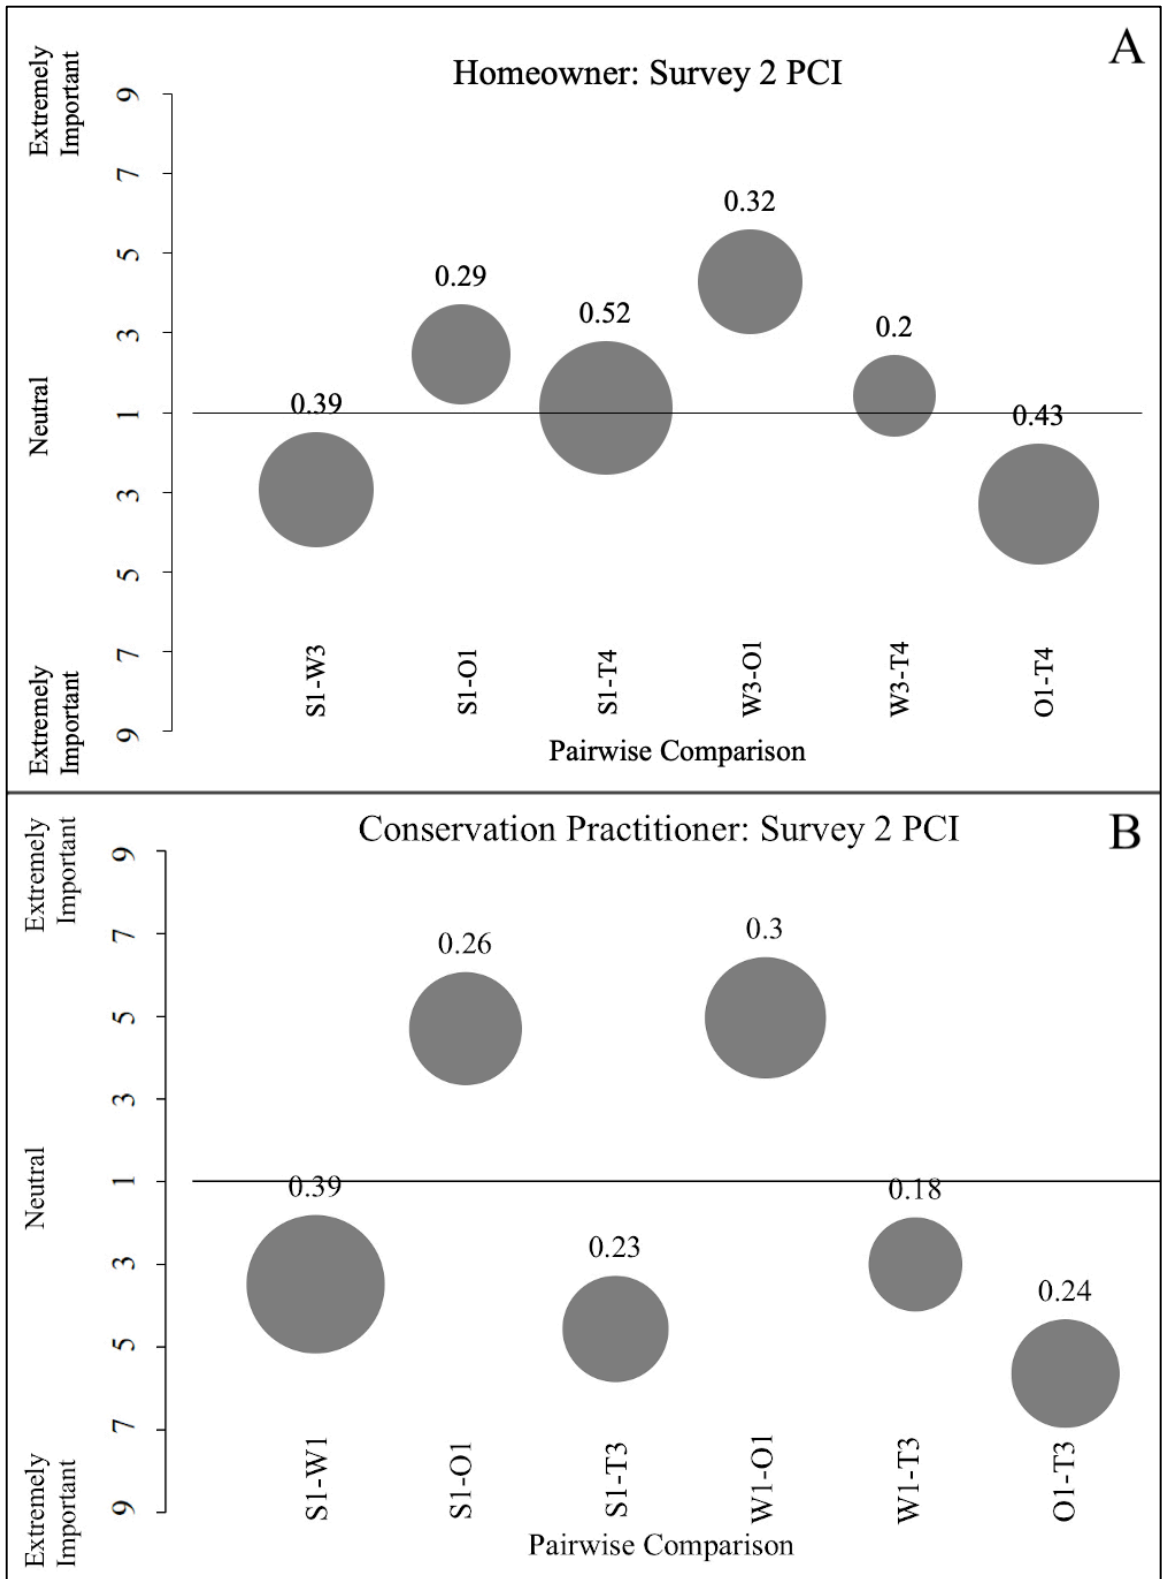 A
Homeowner: Survey 2 PCI
Extremely
Important
Neutral
Extremely
Important
9
7
5
3
1
3
5
7
9
0.39
0.29
0.52
0.32
0.2
0.43
S1-W3
S1-O1
S1-T4
W3-O1
W3-T4
O1-T4
Pairwise Comparison
B
Conservation Practitioner: Survey 2 PCI
Extremely
Important
Neutral
Extremely
Important
9
7
5
3
1
3
5
7
9
0.39
0.26
0.23
0.3
0.18
0.24
S1-W1
S1-O1
S1-T3
W1-O1
W1-T3
O1-T3
Pairwise Comparison